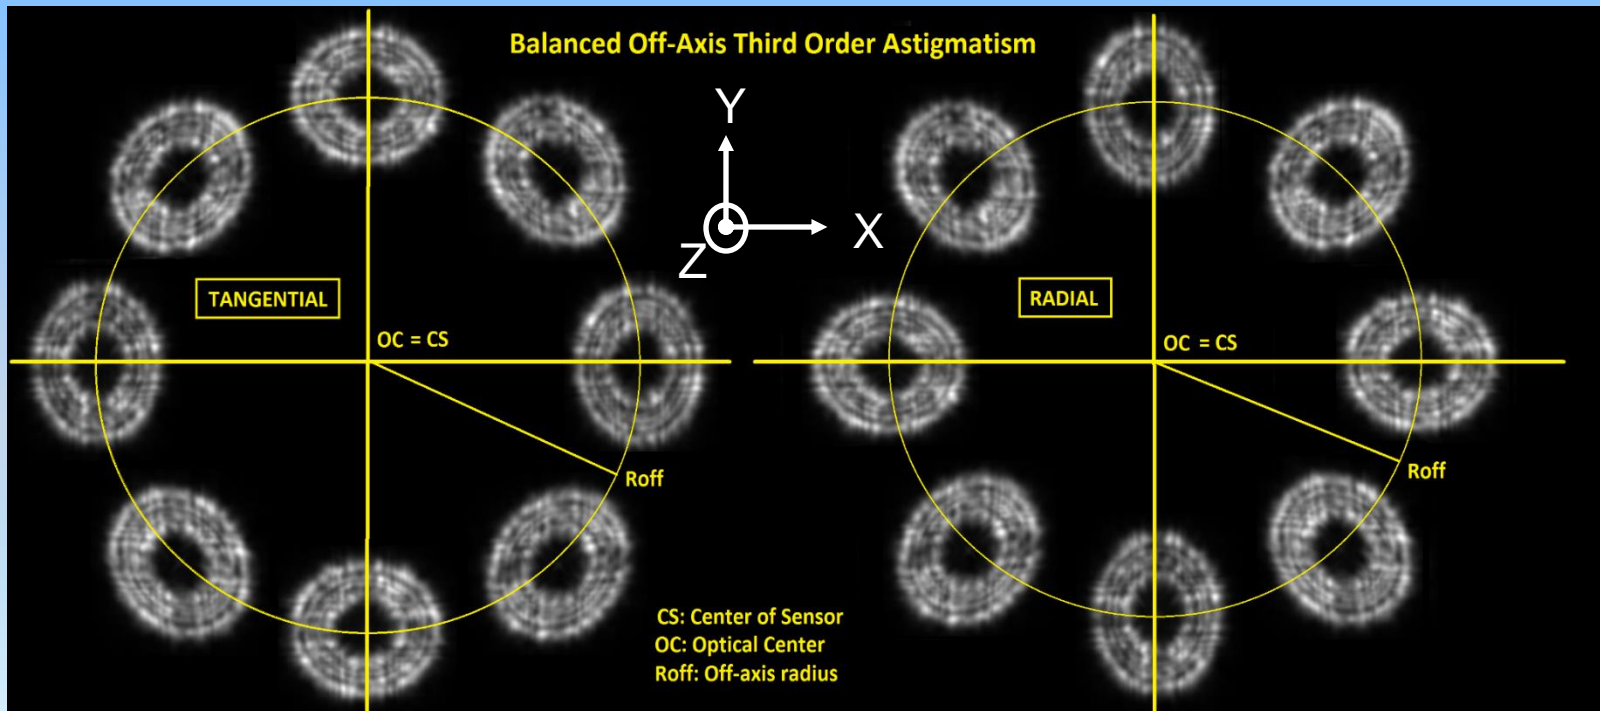 Balanced Off-Axis Third Order Astigmatism
Y
X
Z
TANGENTIAL
OC = CS
Roff
RADIAL
OC = CS
Roff
CS: Center of Sensor
OC: Optical Center
Roff: Off-axis radius